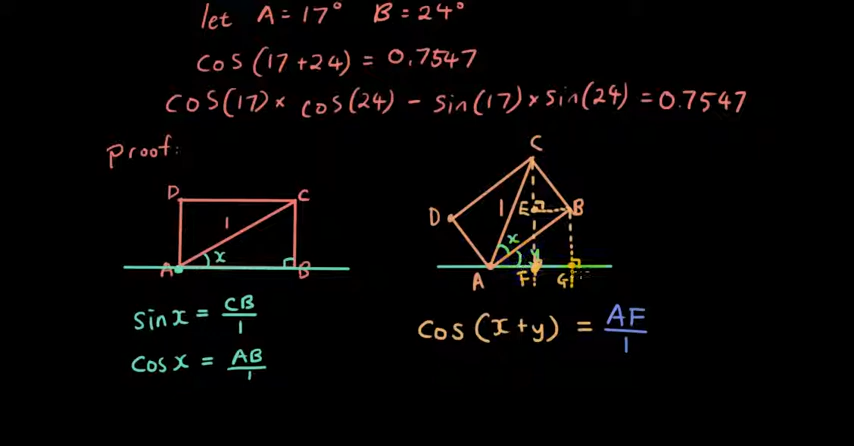 let A = 17° B = 24°
cos (17 + 24) = 0.7547
cos(17) × cos(24) - sin(17) × sin(24) = 0.7547
proof:
D C
1
x
A B
sin x = CB/1
cos x = AB/1
C
D 1 E B
x
y
A F G
cos (x + y) = AF/1